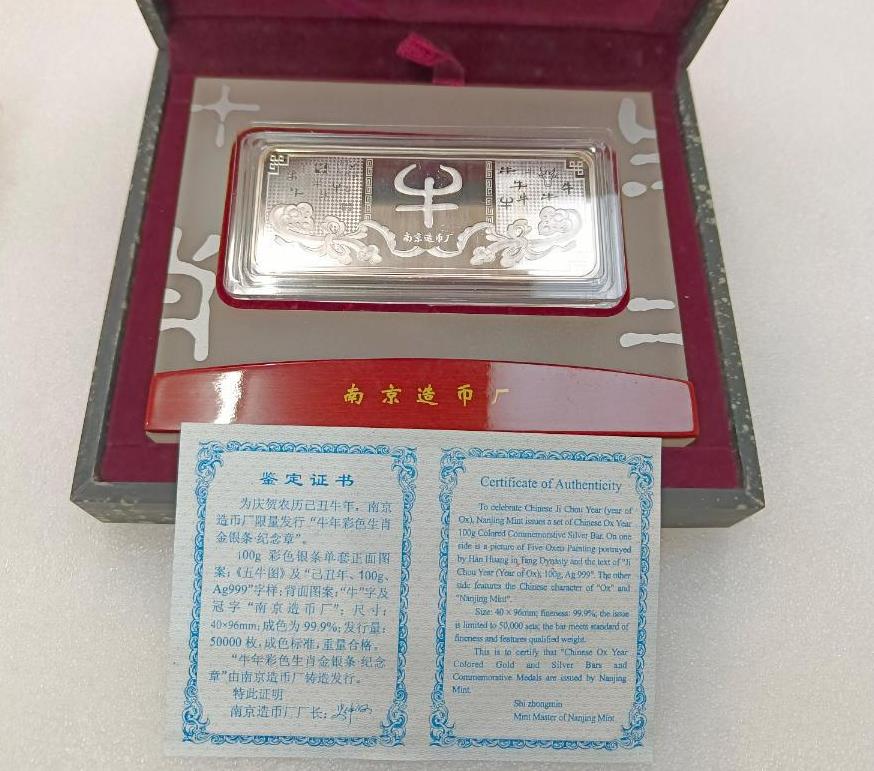 牛
南京造币厂
南京造币厂
鉴定证书
为庆贺农历己丑牛年，南京
造币厂限量发行“牛年彩色生肖
金银条·纪念章”。
100g 彩色银条单套正面图
案：《五牛图》及“己丑年、100g、
Ag999”字样；背面图案：“牛”字及
冠字“南京造币厂”；尺寸：
40×96mm；成色为 99.9%；发行量：
50000 枚，成色标准，重量合格。
“牛年彩色生肖金银条·纪念
章”由南京造币厂铸造发行。
特此证明
南京造币厂厂长：
Certificate of Authenticity
To celebrate Chinese Ji Chou Year (year of
Ox), Nanjing Mint issues a set of Chinese Ox Year
100g Colored Commemorative Silver Bar. On one
side is a picture of Five Oxen Painting portrayed
by Han Huang in Tang Dynasty and the text of "Ji
Chou Year (Year of Ox), 100g, Ag 999". The other
side features the Chinese character of "Ox" and
"Nanjing Mint".
Size: 40 × 96mm; fineness: 99.9%, the issue
is limited to 50,000 sets; the bar meets standard of
fineness and features qualified weight.
This is to certify that "Chinese Ox Year
Colored Gold and Silver Bars and
Commemorative Medals are issued by Nanjing
Mint.
Shi zhongmin
Mint Master of Nanjing Mint